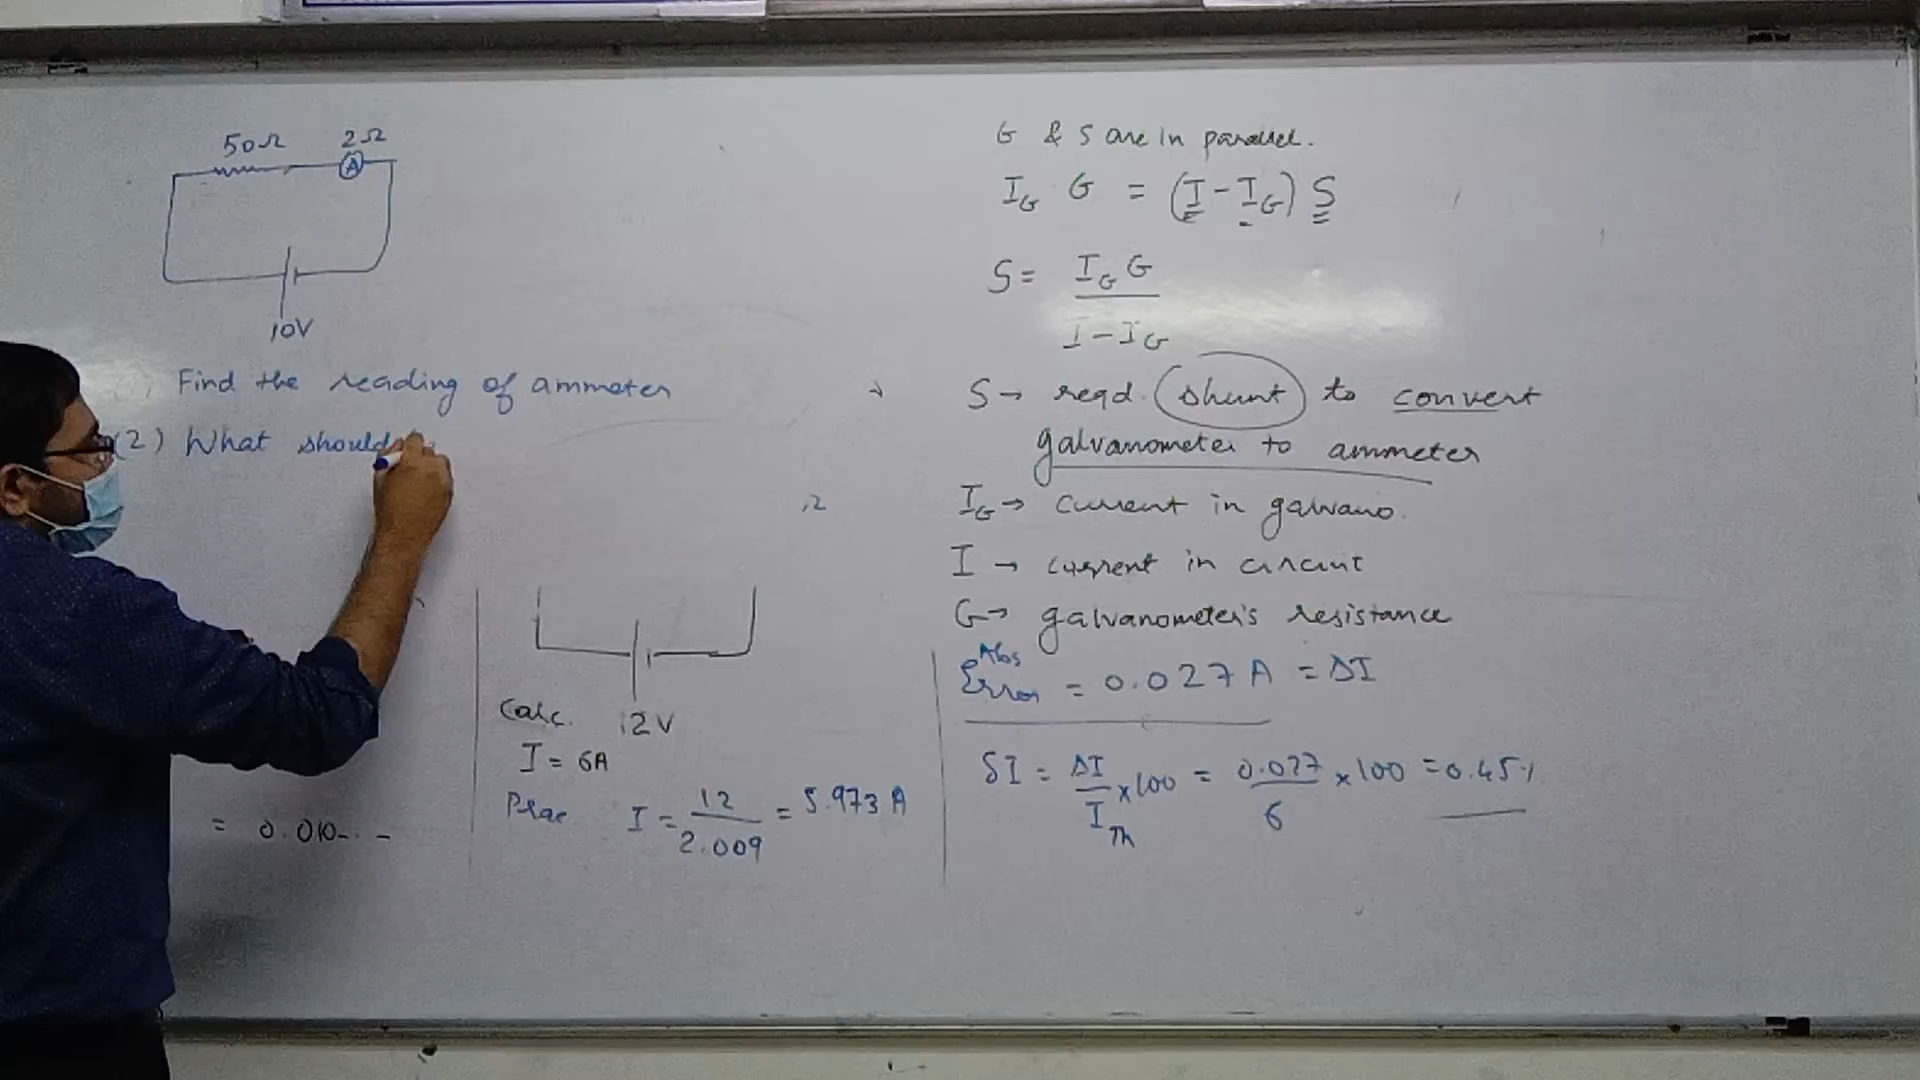 50Ω 2Ω
A
10V
Find the reading of ammeter
(2) What should
= 0.010-.-
12V
Calc.
I = 6A
Prac I = 12/2.009 = 5.973 A
G & S are in parallel.
I_G G = (I - I_G) S
S = I_G G / I - I_G
S → reqd. shunt to convert
galvanometer to ammeter
I_G → current in galvano.
I → current in circuit
G → galvanometer's resistance
Abs
Error = 0.027 A = ΔI
δI = ΔI/I_Th × 100 = 0.027/6 × 100 = 0.45%